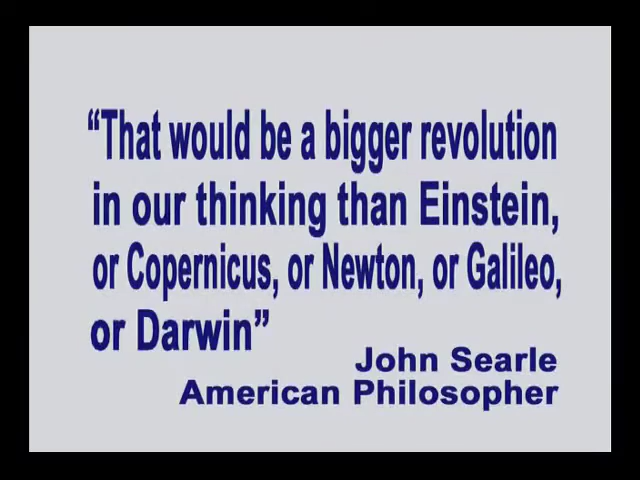 “That would be a bigger revolution
in our thinking than Einstein,
or Copernicus, or Newton, or Galileo,
or Darwin”
John Searle
American Philosopher